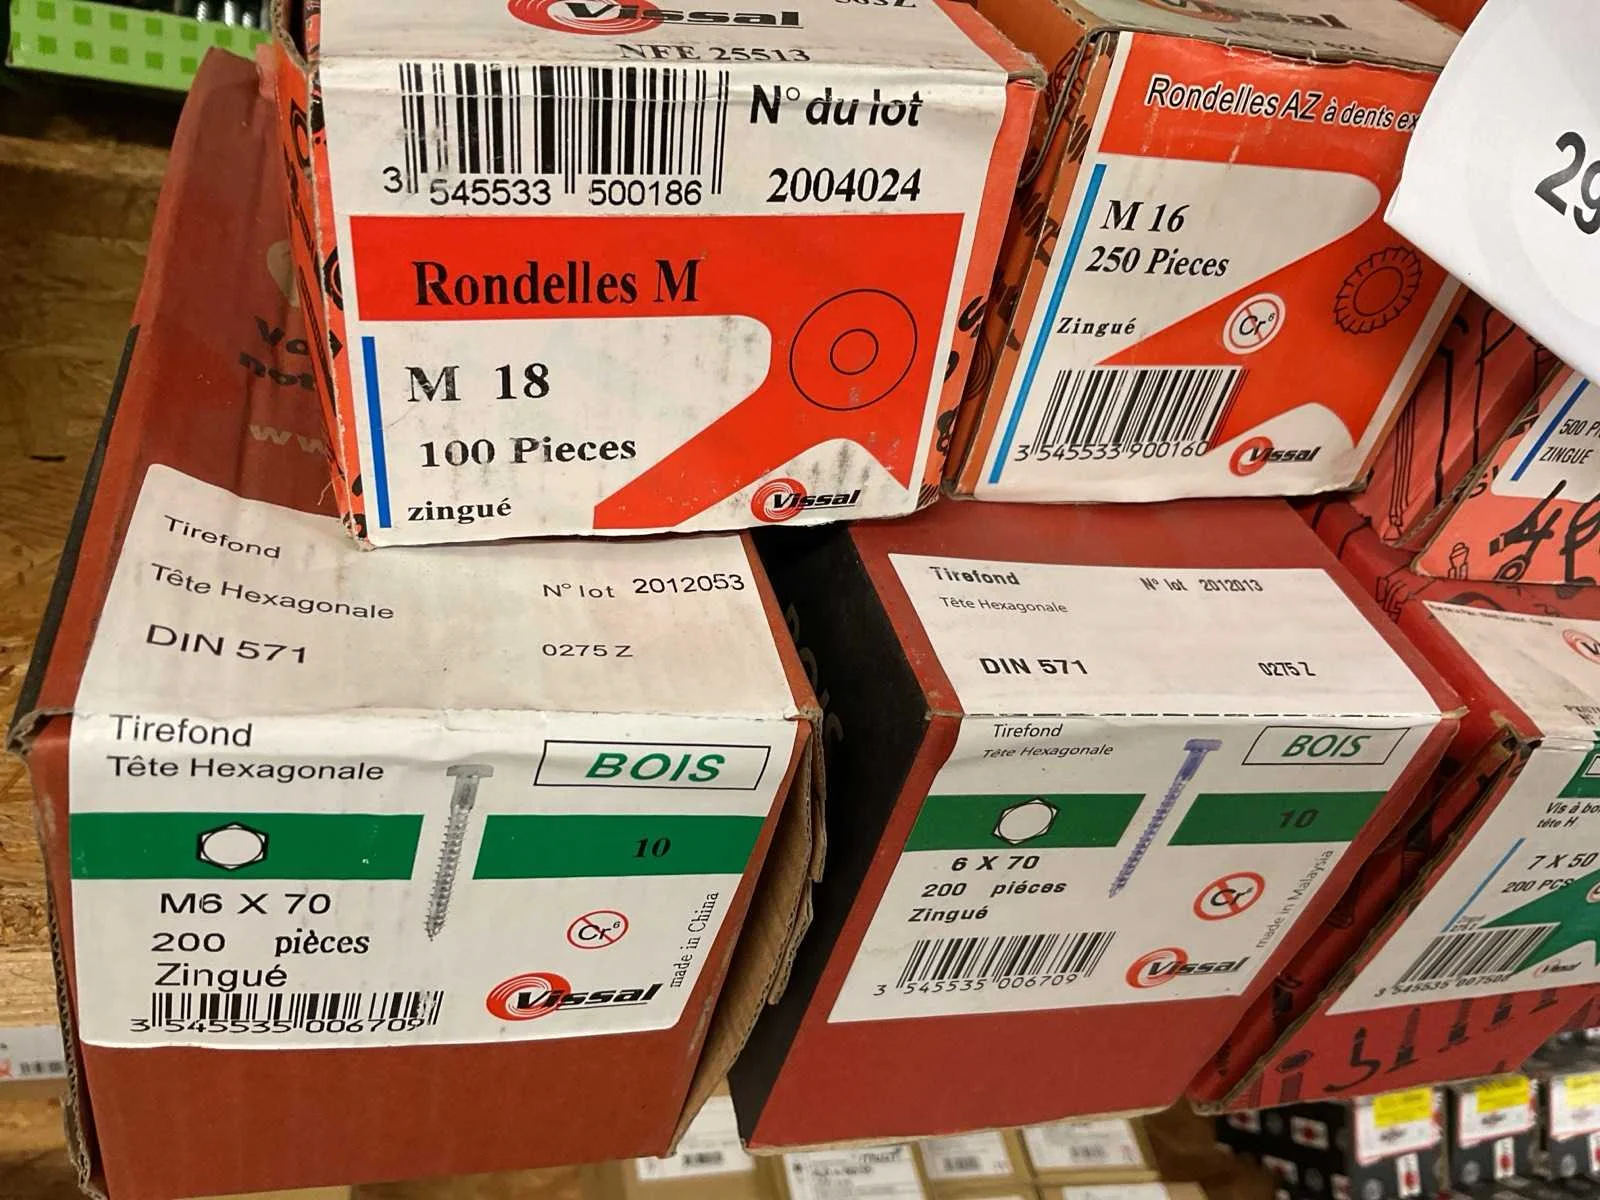 Vissal
NFE 25513
N° du lot
3 545533 500186
2004024
Rondelles M
M 18
100 Pieces
zingué
Vissal
Vissal
Rondelles AZ à dents
M 16
250 Pieces
Zingué
Cr6
3 545533 900160
Vissal
29
500
ZINGUE
Tirefond
Tête Hexagonale
N° lot 2012053
DIN 571
0275 Z
Tirefond
Tête Hexagonale
BOIS
10
M6 X 70
200 pièces
Zingué
Cr6
made in China
Vissal
3 545535 006709
Tirefond
N° lot 2012013
Tête Hexagonale
DIN 571
0275 Z
Tirefond
Tête Hexagonale
BOIS
10
6 X 70
200 piéces
Zingué
Cr6
made in Malaysia
Vissal
3 545535 006709
Vis à
tête H
7 X 50
200 PCS